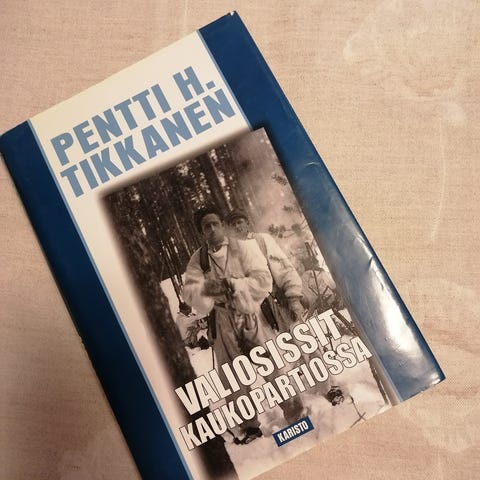 PENTTI H.
TIKKANEN
VALIOSISSIT
KAUKOPARTIOSSA
KARISTO